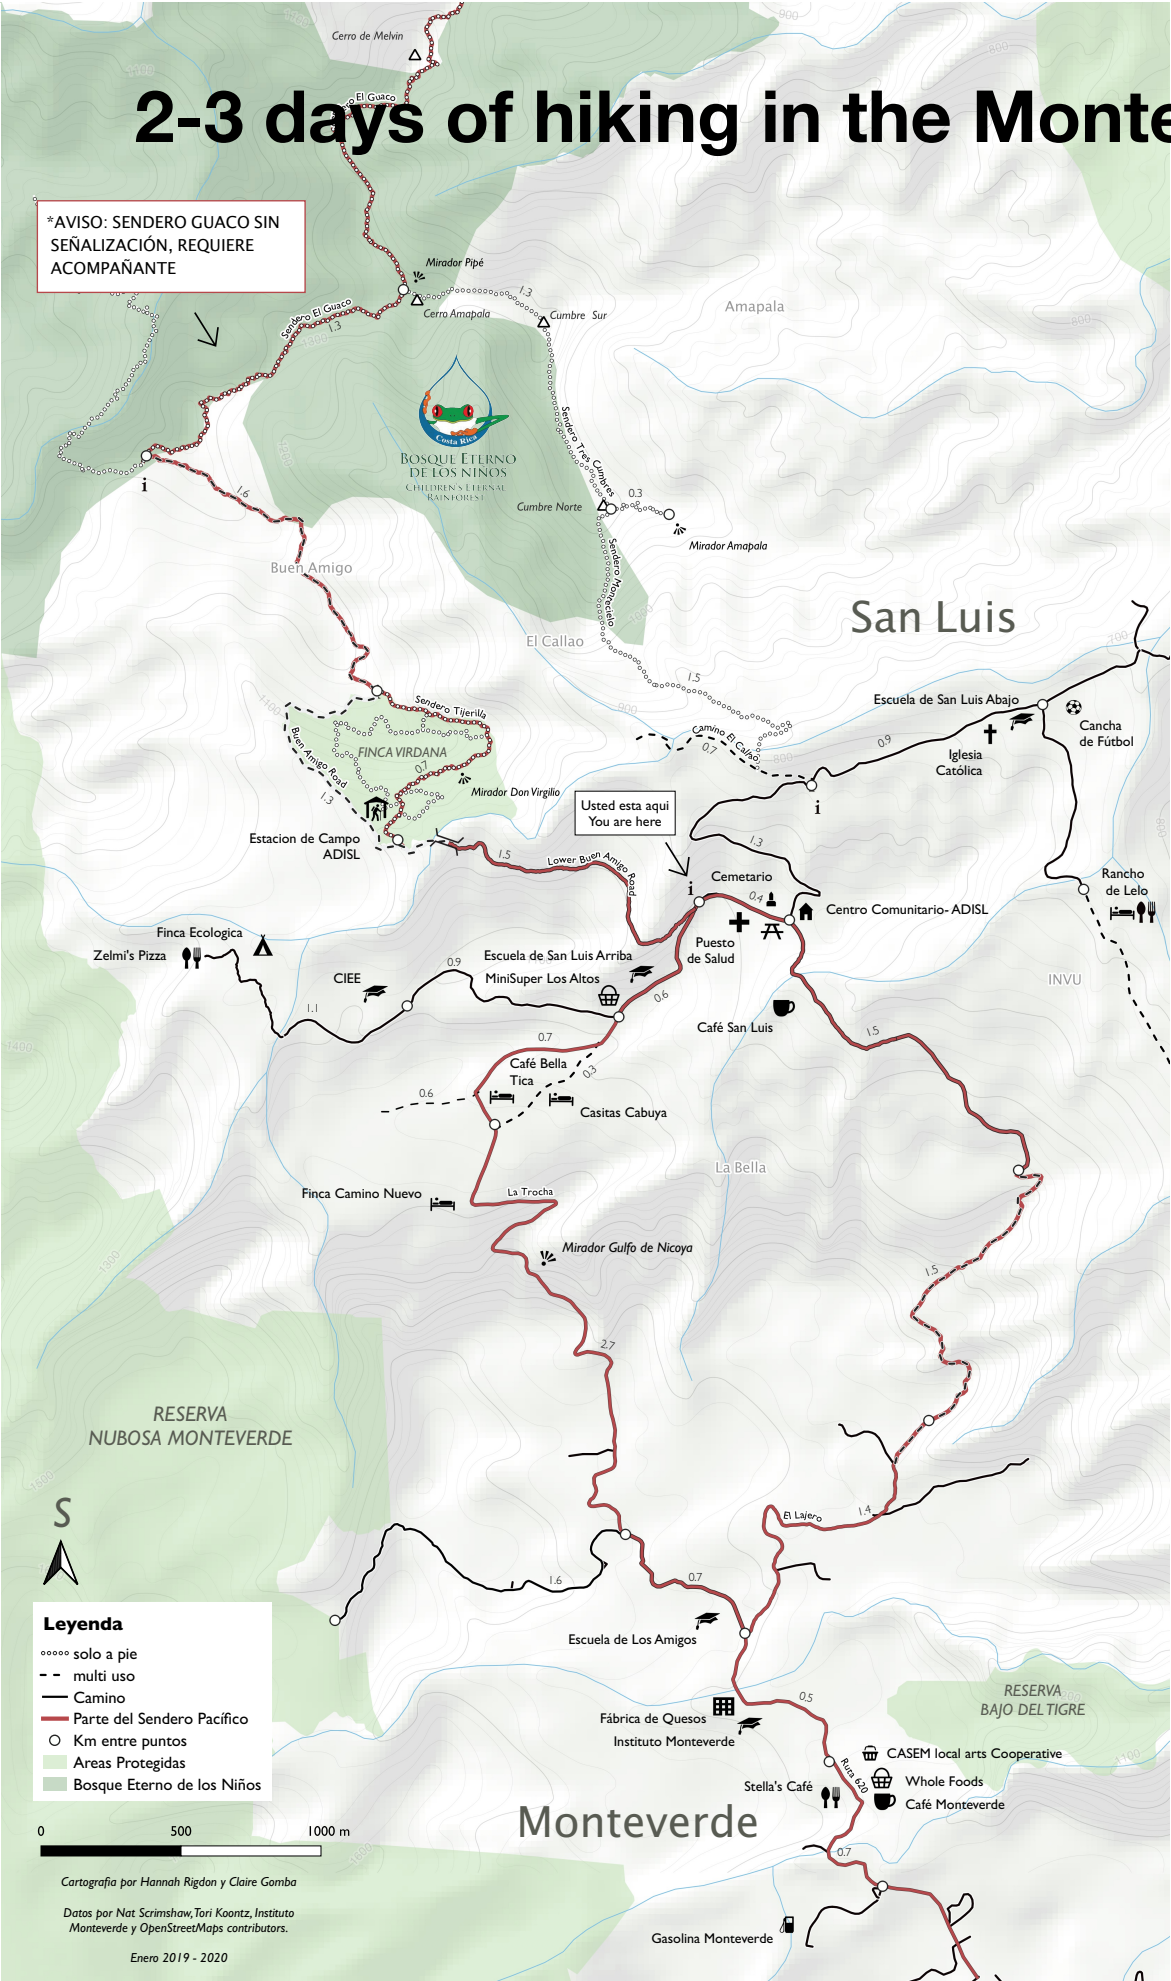 Cerro de Melvin
El Guaco
2-3 days of hiking in the Monte
*AVISO: SENDERO GUACO SIN
SEÑALIZACIÓN, REQUIERE
ACOMPAÑANTE
Mirador Pipé
Cerro Amapala
1.3
Cumbre Sur
Amapala
Sendero El Guaco
1.3
Costa Rica
BOSQUE ETERNO
DE LOS NIÑOS
CHILDREN'S ETERNAL
RAINFOREST
Sendero Tres Cumbres
i
1.6
0.3
Cumbre Norte
Mirador Amapala
Buen Amigo
Sendero Montecielo
San Luis
El Callao
1.5
700
900
800
1100
Sendero Tijerilla
Escuela de San Luis Abajo
Cancha
de Fútbol
Iglesia
Católica
0.9
Camino El Callao
0.7
800
FINCA VIRDANA
Buen Amigo Road
0.7
1.3
Mirador Don Virgilio
Usted esta aqui
You are here
i
Estacion de Campo
ADISL
1.5
Lower Buen Amigo Road
1.3
Cemetario
i
0.4
Rancho
de Lelo
Centro Comunitario- ADISL
Finca Ecologica
Zelmi's Pizza
Puesto
de Salud
Escuela de San Luis Arriba
CIEE
0.9
MiniSuper Los Altos
0.6
INVU
1.1
Café San Luis
1.5
0.7
Café Bella
Tica
0.3
0.6
Casitas Cabuya
La Bella
Finca Camino Nuevo
La Trocha
Mirador Gulfo de Nicoya
1.5
2.7
RESERVA
NUBOSA MONTEVERDE
S
El Lajero
1.4
1.6
0.7
Escuela de Los Amigos
Leyenda
solo a pie
multi uso
Camino
Parte del Sendero Pacífico
Km entre puntos
Areas Protegidas
Bosque Eterno de los Niños
RESERVA
BAJO DEL TIGRE
0.5
Fábrica de Quesos
Instituto Monteverde
Ruta 620
CASEM local arts Cooperative
Whole Foods
Café Monteverde
Stella's Café
Monteverde
0.7
0 500 1000 m
Cartografia por Hannah Rigdon y Claire Gomba
Datos por Nat Scrimshaw, Tori Koontz, Instituto
Monteverde y OpenStreetMaps contributors.
Enero 2019 - 2020
Gasolina Monteverde